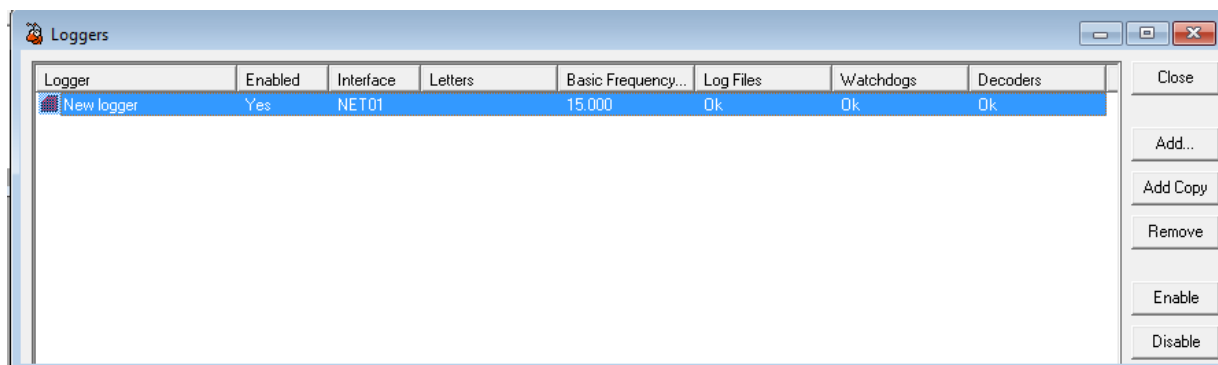 Loggers
Logger Enabled Interface Letters Basic Frequency... Log Files Watchdogs Decoders
New logger Yes NET01 15.000 Ok Ok Ok
Close
Add...
Add Copy
Remove
Enable
Disable